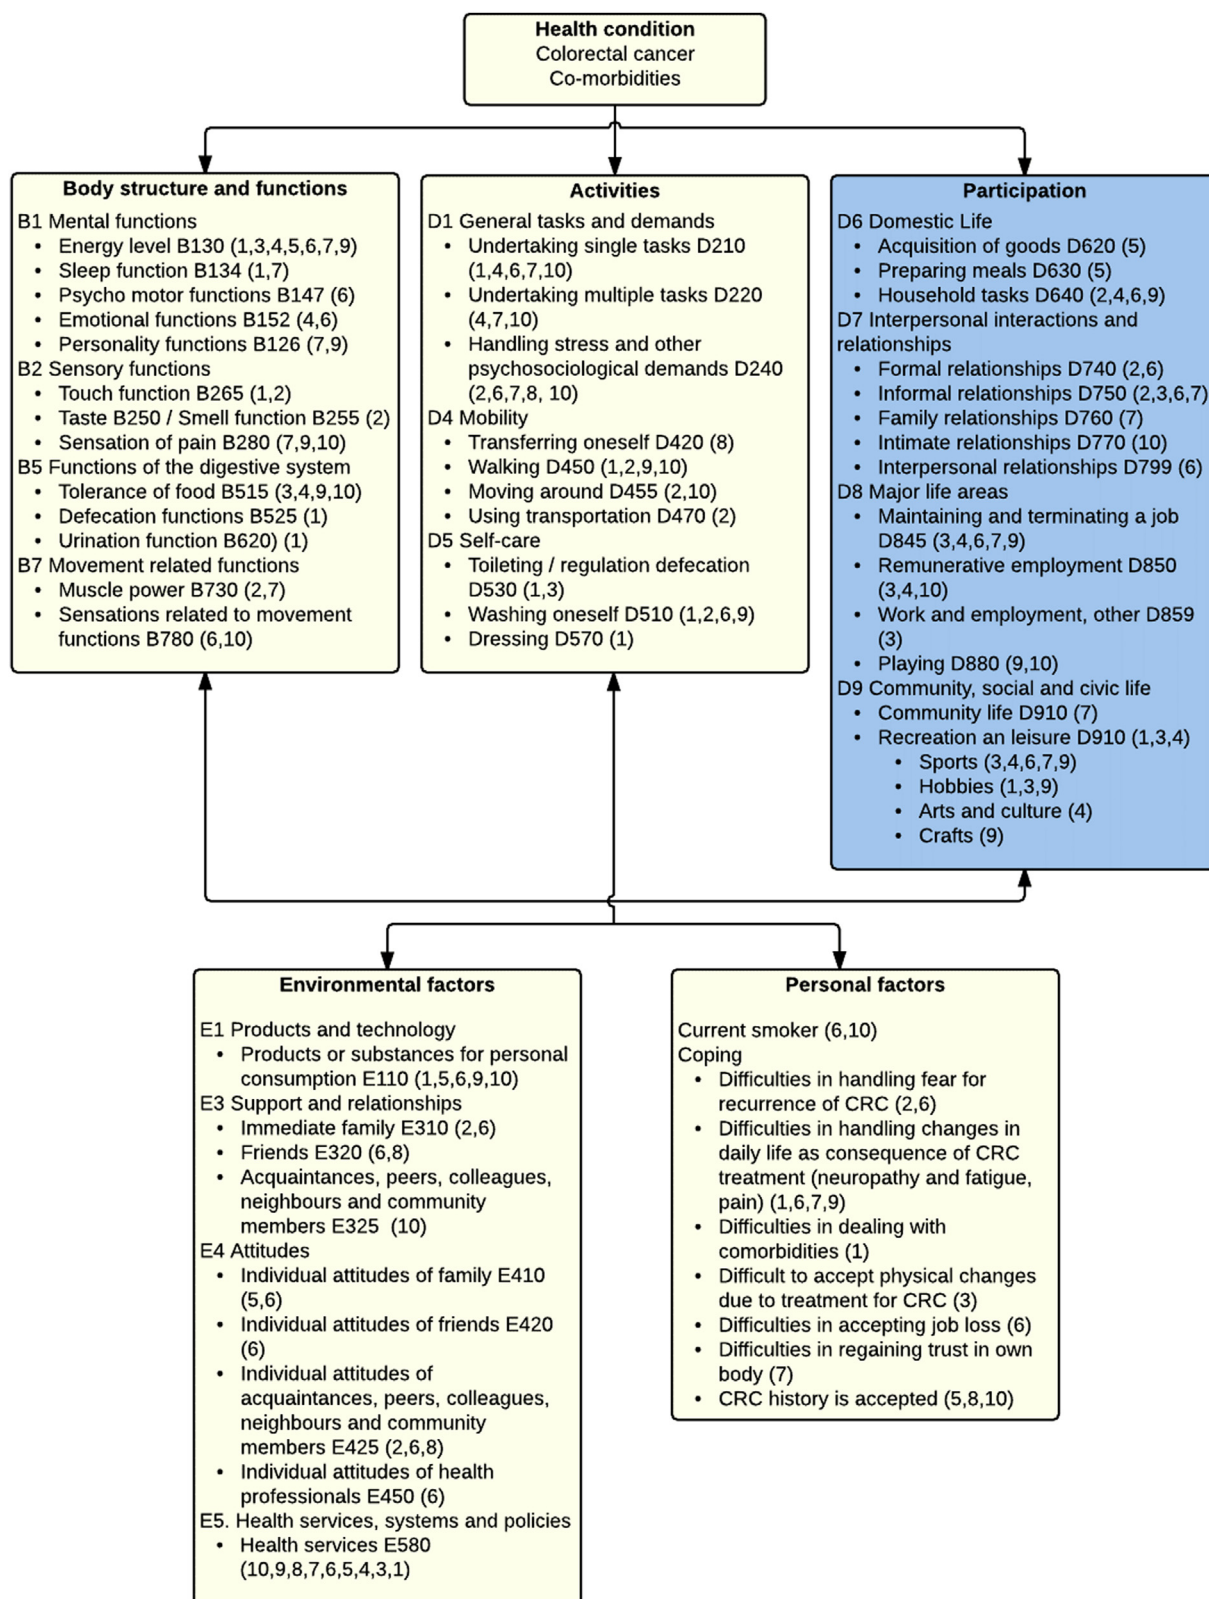 Health condition
Colorectal cancer
Co-morbidities
Body structure and functions
B1 Mental functions
• Energy level B130 (1,3,4,5,6,7,9)
• Sleep function B134 (1,7)
• Psycho motor functions B147 (6)
• Emotional functions B152 (4,6)
• Personality functions B126 (7,9)
B2 Sensory functions
• Touch function B265 (1,2)
• Taste B250 / Smell function B255 (2)
• Sensation of pain B280 (7,9,10)
B5 Functions of the digestive system
• Tolerance of food B515 (3,4,9,10)
• Defecation functions B525 (1)
• Urination function B620) (1)
B7 Movement related functions
• Muscle power B730 (2,7)
• Sensations related to movement
functions B780 (6,10)
Activities
D1 General tasks and demands
• Undertaking single tasks D210
(1,4,6,7,10)
• Undertaking multiple tasks D220
(4,7,10)
• Handling stress and other
psychosociological demands D240
(2,6,7,8, 10)
D4 Mobility
• Transferring oneself D420 (8)
• Walking D450 (1,2,9,10)
• Moving around D455 (2,10)
• Using transportation D470 (2)
D5 Self-care
• Toileting / regulation defecation
D530 (1,3)
• Washing oneself D510 (1,2,6,9)
• Dressing D570 (1)
Participation
D6 Domestic Life
• Acquisition of goods D620 (5)
• Preparing meals D630 (5)
• Household tasks D640 (2,4,6,9)
D7 Interpersonal interactions and
relationships
• Formal relationships D740 (2,6)
• Informal relationships D750 (2,3,6,7)
• Family relationships D760 (7)
• Intimate relationships D770 (10)
• Interpersonal relationships D799 (6)
D8 Major life areas
• Maintaining and terminating a job
D845 (3,4,6,7,9)
• Remunerative employment D850
(3,4,10)
• Work and employment, other D859
(3)
• Playing D880 (9,10)
D9 Community, social and civic life
• Community life D910 (7)
• Recreation an leisure D910 (1,3,4)
• Sports (3,4,6,7,9)
• Hobbies (1,3,9)
• Arts and culture (4)
• Crafts (9)
Environmental factors
E1 Products and technology
• Products or substances for personal
consumption E110 (1,5,6,9,10)
E3 Support and relationships
• Immediate family E310 (2,6)
• Friends E320 (6,8)
• Acquaintances, peers, colleagues,
neighbours and community
members E325 (10)
E4 Attitudes
• Individual attitudes of family E410
(5,6)
• Individual attitudes of friends E420
(6)
• Individual attitudes of
acquaintances, peers, colleagues,
neighbours and community
members E425 (2,6,8)
• Individual attitudes of health
professionals E450 (6)
E5. Health services, systems and policies
• Health services E580
(10,9,8,7,6,5,4,3,1)
Personal factors
Current smoker (6,10)
Coping
• Difficulties in handling fear for
recurrence of CRC (2,6)
• Difficulties in handling changes in
daily life as consequence of CRC
treatment (neuropathy and fatigue,
pain) (1,6,7,9)
• Difficulties in dealing with
comorbidities (1)
• Difficult to accept physical changes
due to treatment for CRC (3)
• Difficulties in accepting job loss (6)
• Difficulties in regaining trust in own
body (7)
• CRC history is accepted (5,8,10)